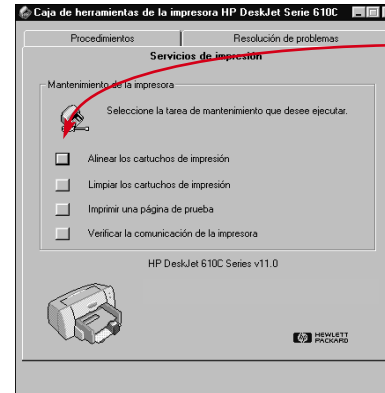 Caja de herramientas de la impresora HP DeskJet Serie 610C
Procedimientos
Resolución de problemas
Servicios de impresión
Mantenimiento de la impresora
Seleccione la tarea de mantenimiento que desee ejecutar.
Alinear los cartuchos de impresión
Limpiar los cartuchos de impresión
Imprimir una página de prueba
Verificar la comunicación de la impresora
HP DeskJet 610C Series v11.0
hp HEWLETT
PACKARD